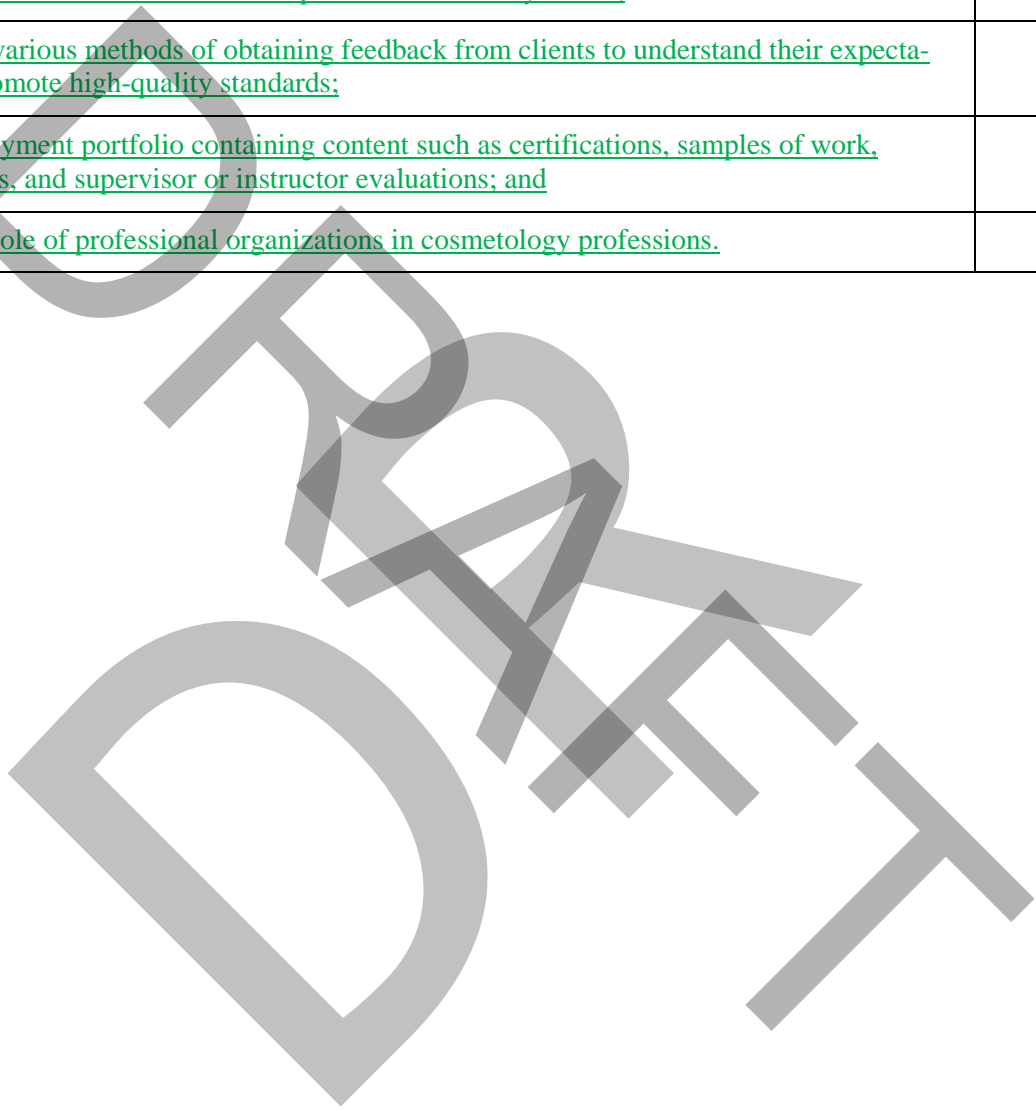 various methods of obtaining feedback from clients to understand their expecta-
omote high-quality standards;
yment portfolio containing content such as certifications, samples of work,
s, and supervisor or instructor evaluations; and
ole of professional organizations in cosmetology professions.
DRAFT
DR